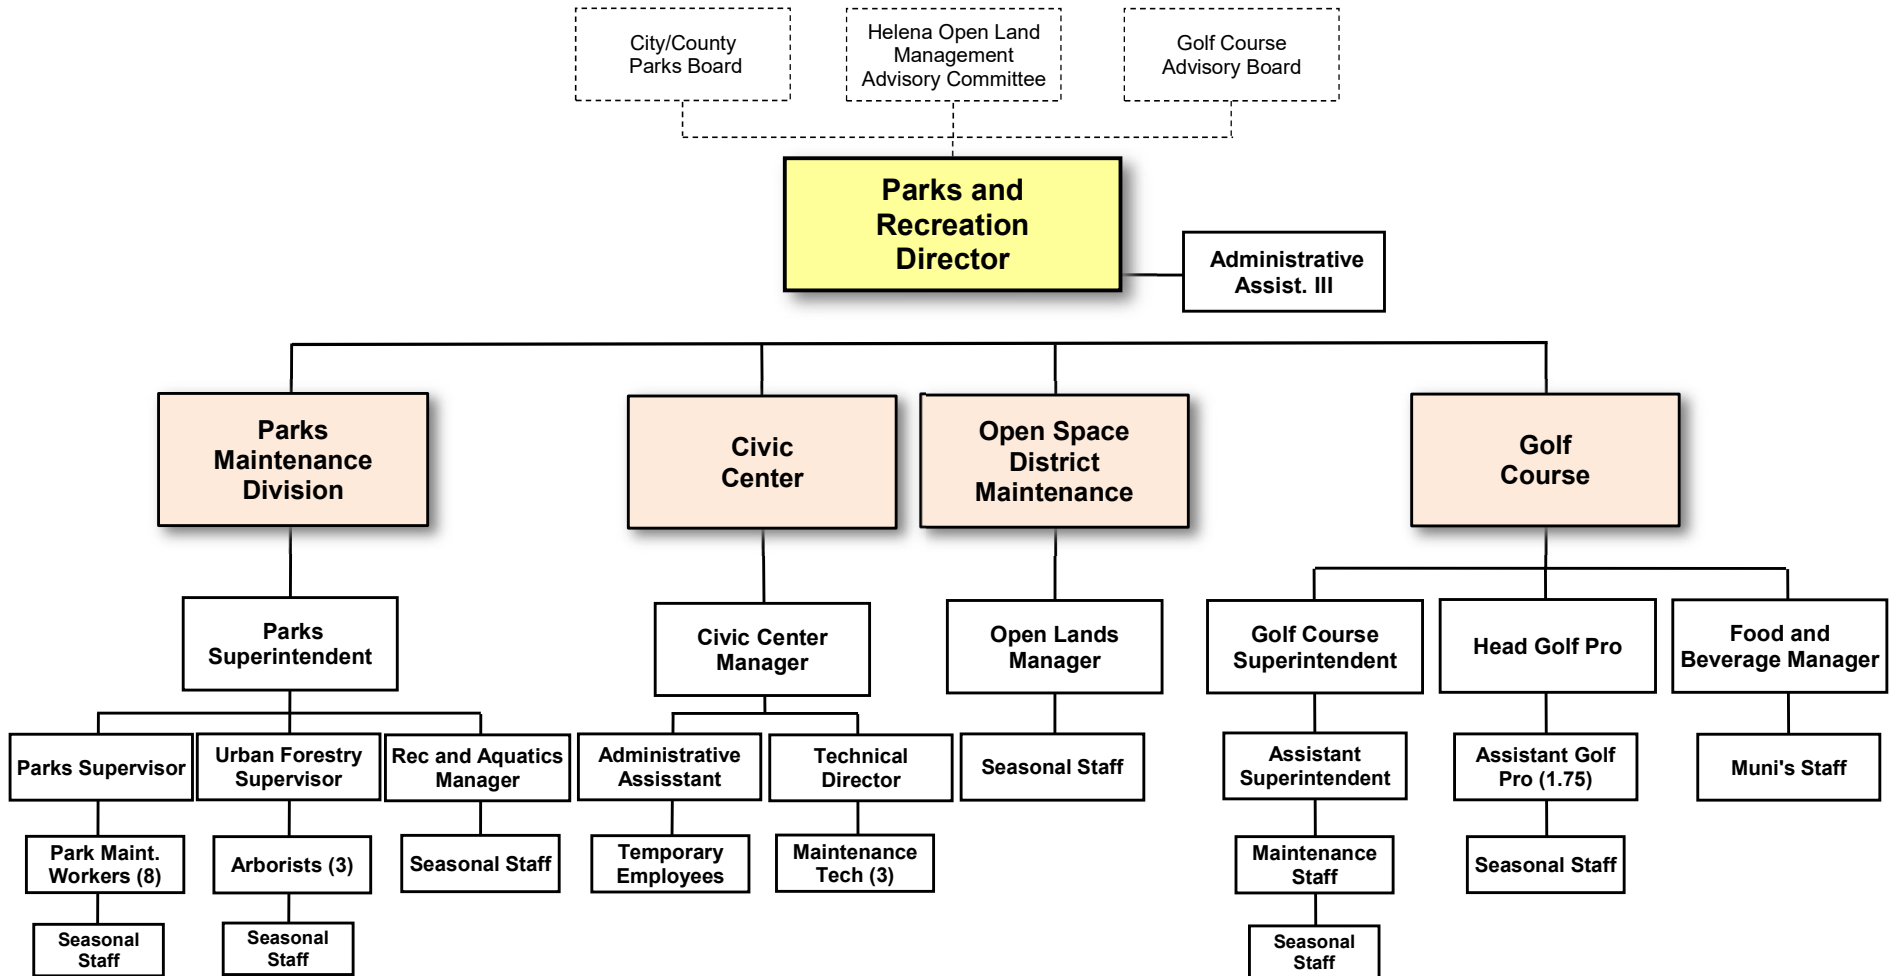 City/County
Parks Board
Helena Open Land
Management
Advisory Committee
Golf Course
Advisory Board
Parks and
Recreation
Director
Administrative
Assist. III
Parks
Maintenance
Division
Civic
Center
Open Space
District
Maintenance
Golf
Course
Parks
Superintendent
Civic Center
Manager
Open Lands
Manager
Golf Course
Superintendent
Head Golf Pro
Food and
Beverage Manager
Parks Supervisor
Urban Forestry
Supervisor
Rec and Aquatics
Manager
Administrative
Assisstant
Technical
Director
Seasonal Staff
Assistant
Superintendent
Assistant Golf
Pro (1.75)
Muni's Staff
Park Maint.
Workers (8)
Arborists (3)
Seasonal Staff
Temporary
Employees
Maintenance
Tech (3)
Maintenance
Staff
Seasonal Staff
Seasonal
Staff
Seasonal
Staff
Seasonal
Staff